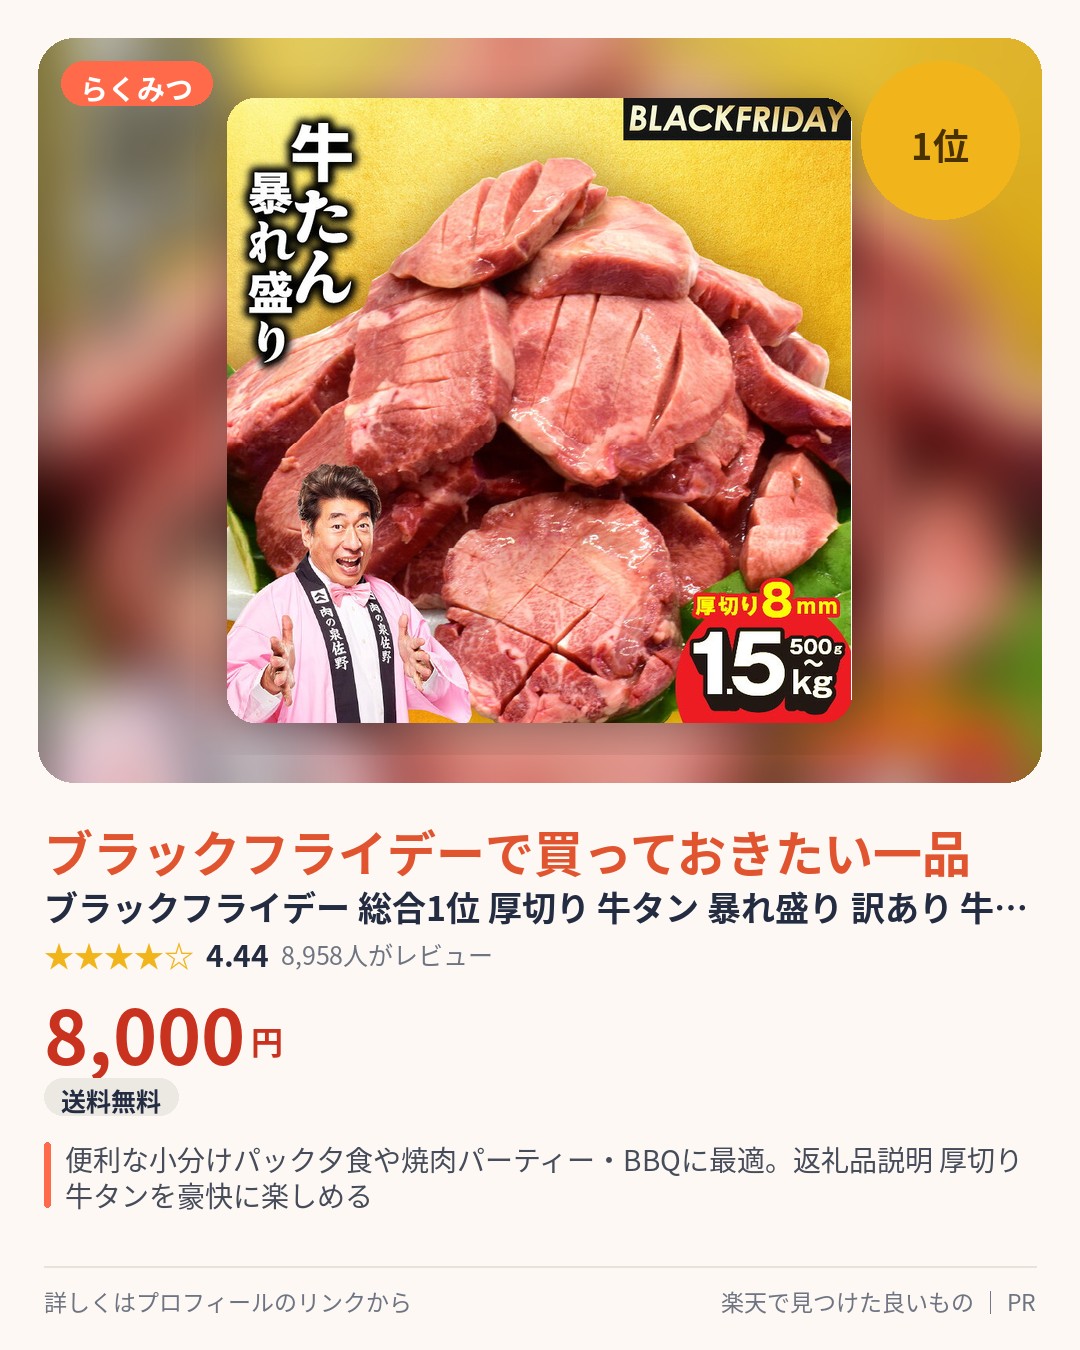 らくみつ
BLACKFRIDAY
1位
牛たん
暴れ盛り
肉の泉佐野
肉の泉佐野
厚切り8mm
500g
〜
1.5kg
ブラックフライデーで買っておきたい一品
ブラックフライデー 総合1位 厚切り 牛タン 暴れ盛り 訳あり 牛…
★★★★☆ 4.44 8,958人がレビュー
8,000円
送料無料
便利な小分けパック夕食や焼肉パーティー・BBQに最適。返礼品説明 厚切り
牛タンを豪快に楽しめる
詳しくはプロフィールのリンクから
楽天で見つけた良いもの｜PR